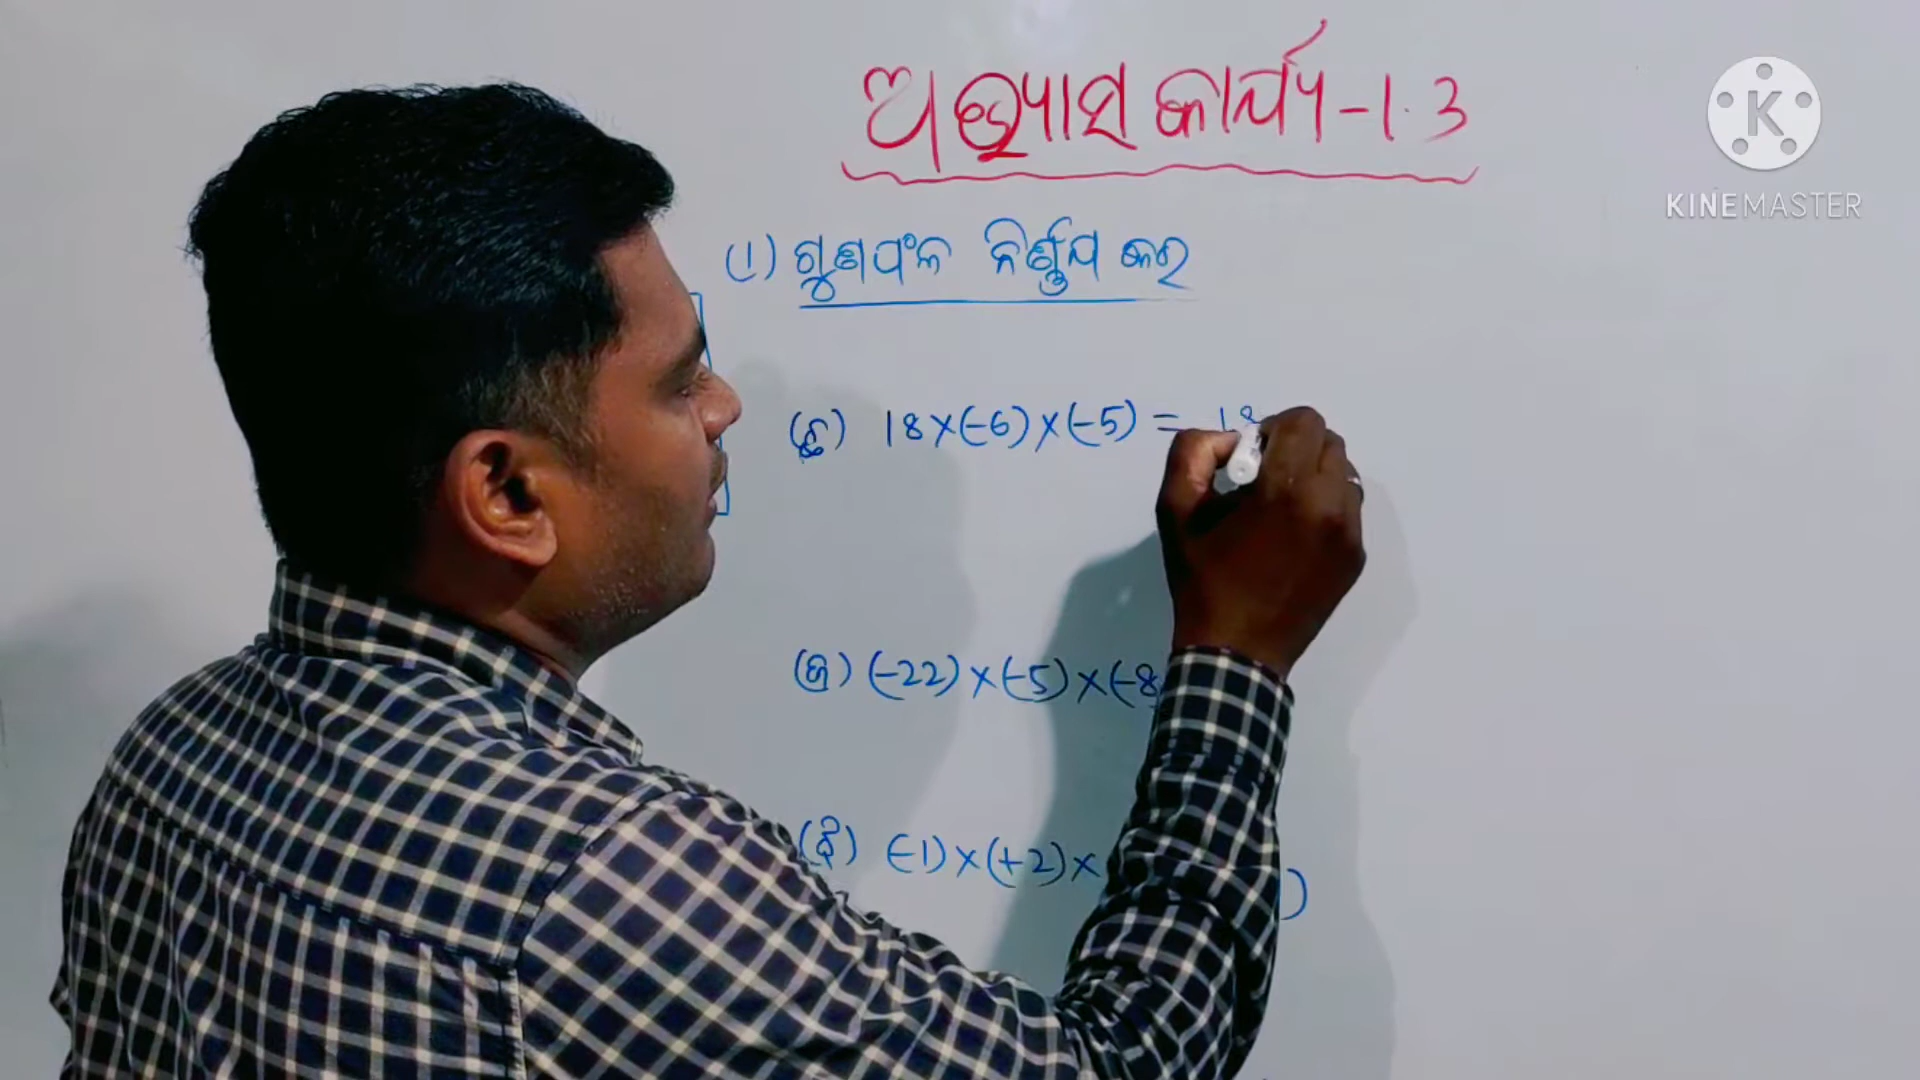 ଅଭ୍ୟାସ କାର୍ଯ୍ୟ-1.3
KINEMASTER
(1) ଗୁଣଫଳ ନିର୍ଣ୍ଣୟ କର
(ଛ) 18×(-6)×(-5) = 18
(ଜ) (-22)×(-5)×(-8
(ଝ) (-1)×(+2)×